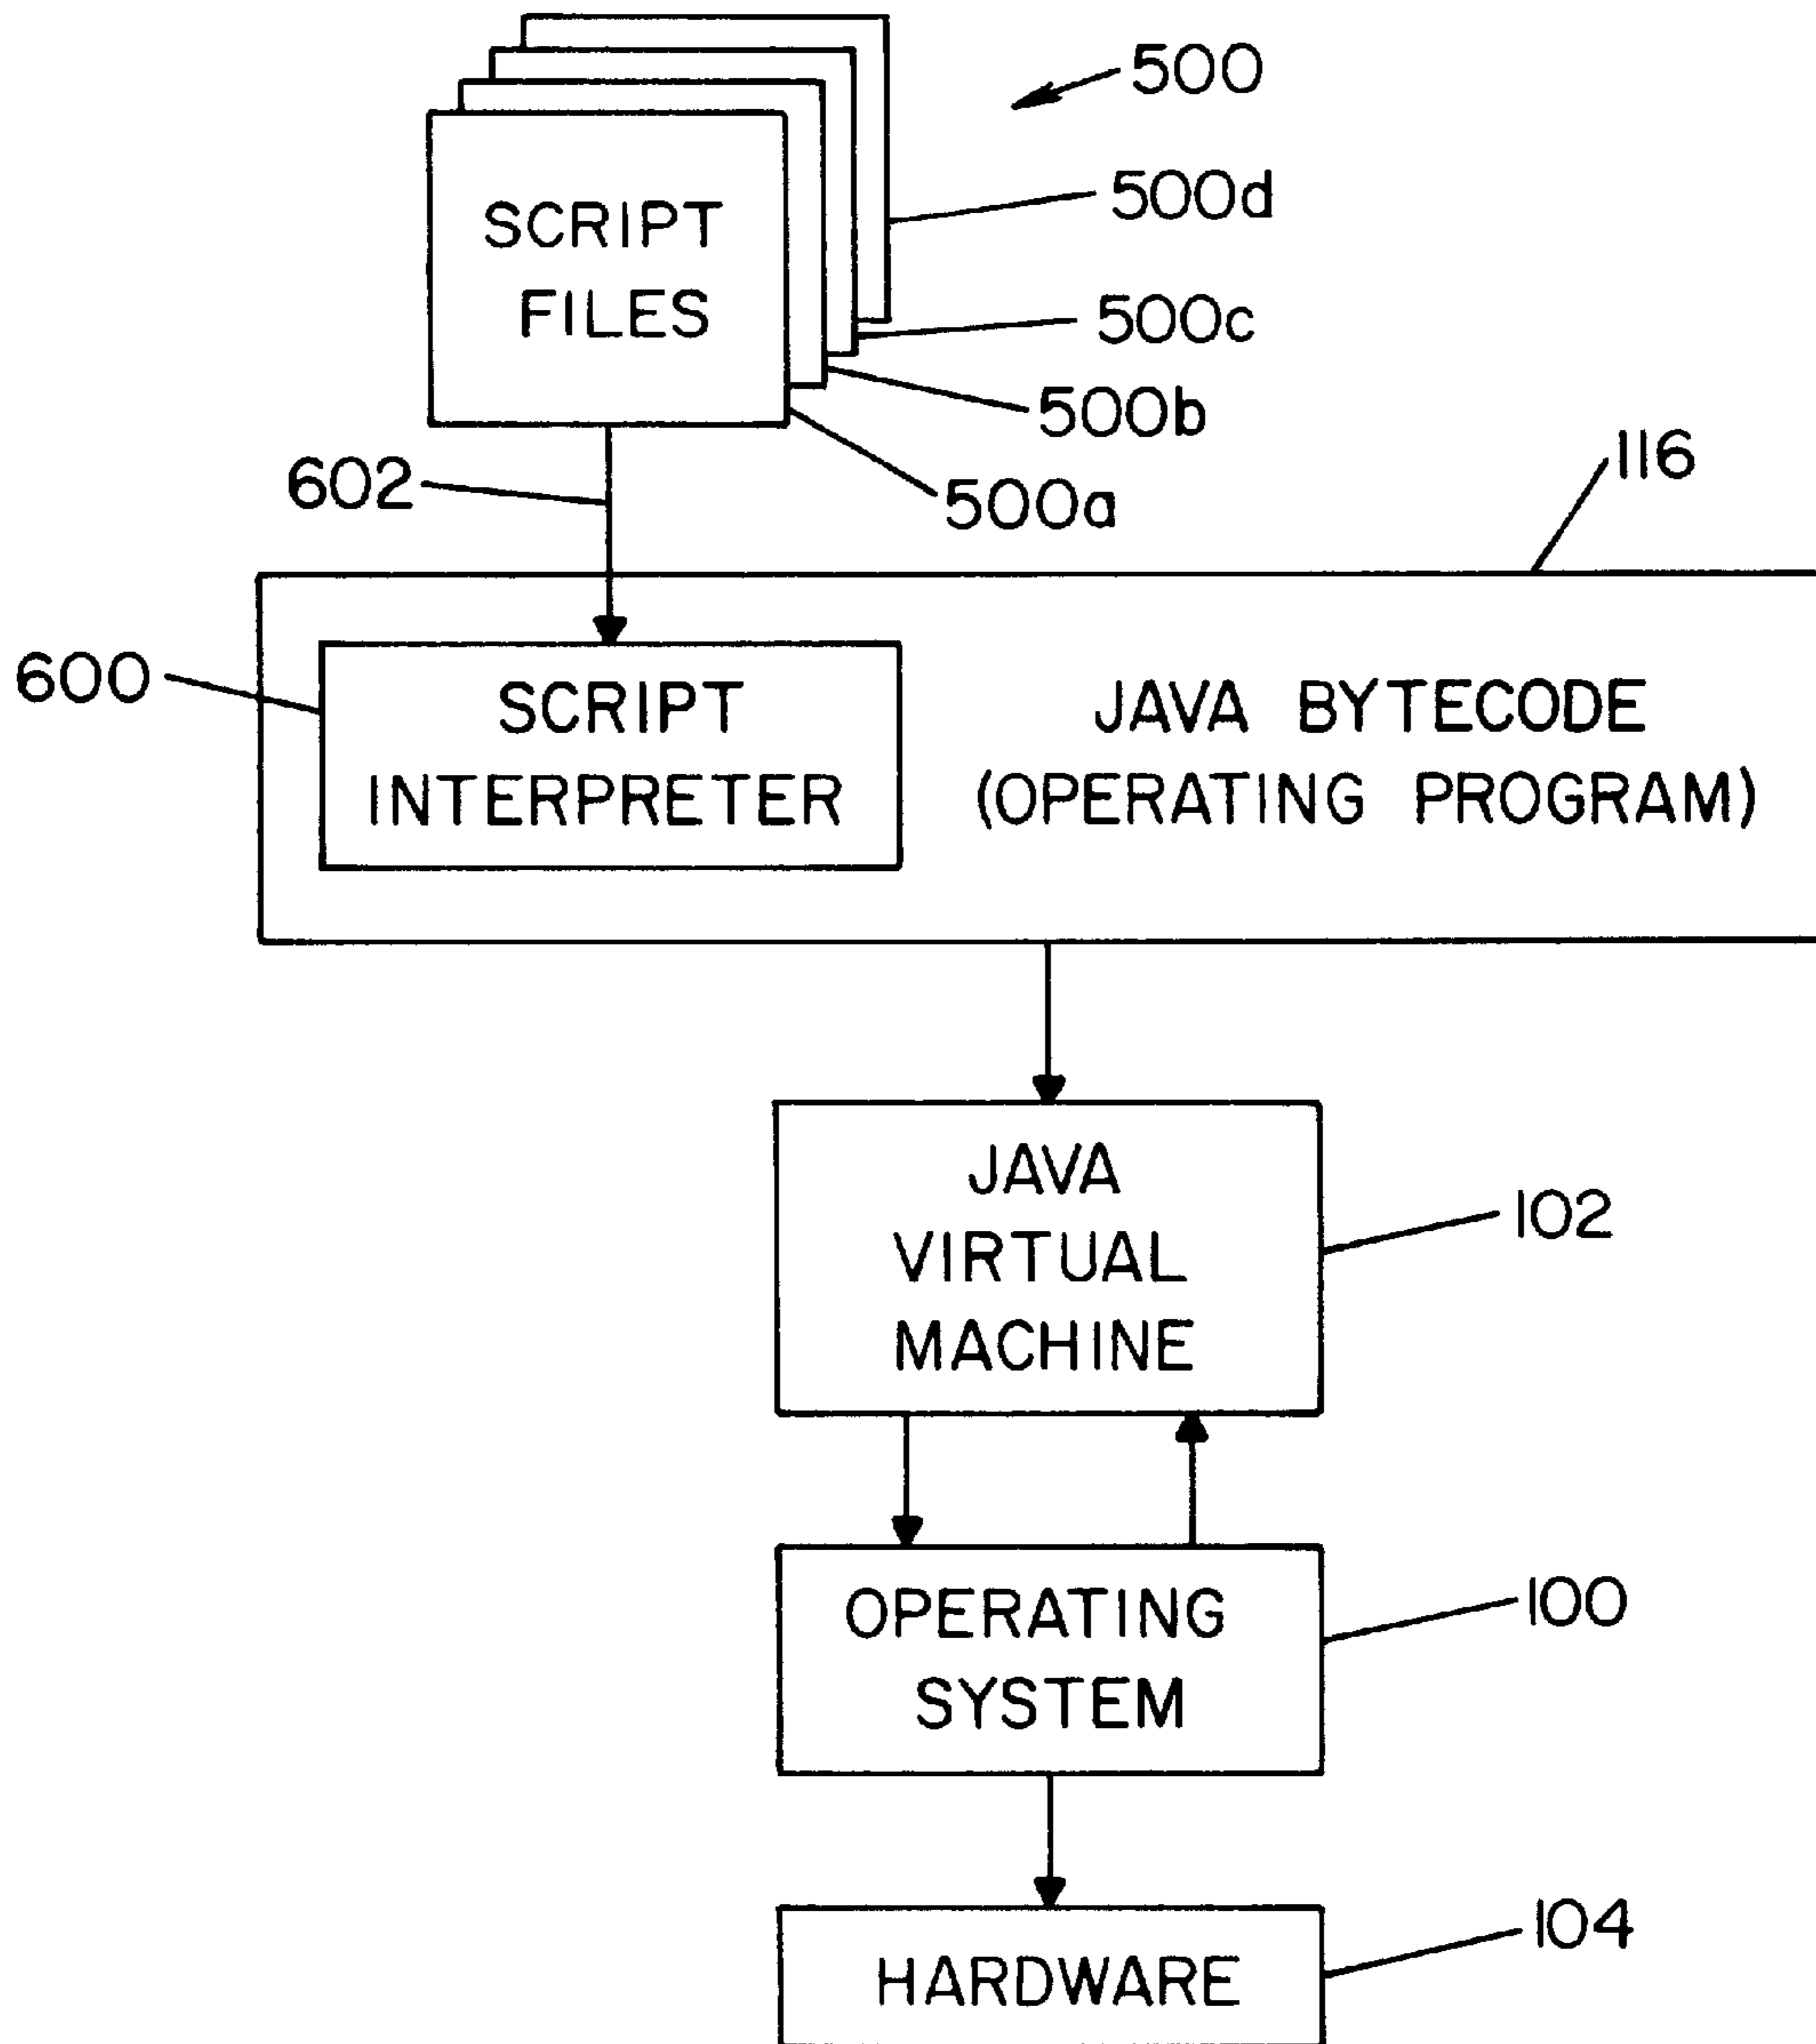 500
500d
SCRIPT
FILES
500c
500b
116
602
500a
600
SCRIPT
INTERPRETER
JAVA BYTECODE
(OPERATING PROGRAM)
JAVA
VIRTUAL
MACHINE
102
OPERATING
SYSTEM
100
HARDWARE
104